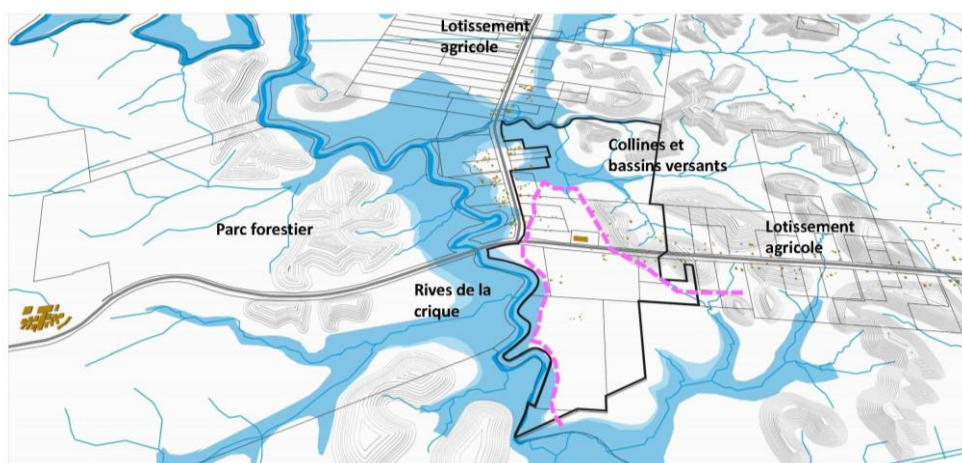 Lotissement
agricole
Collines et
bassins versants
Parc forestier
Lotissement
agricole
Rives de la
crique